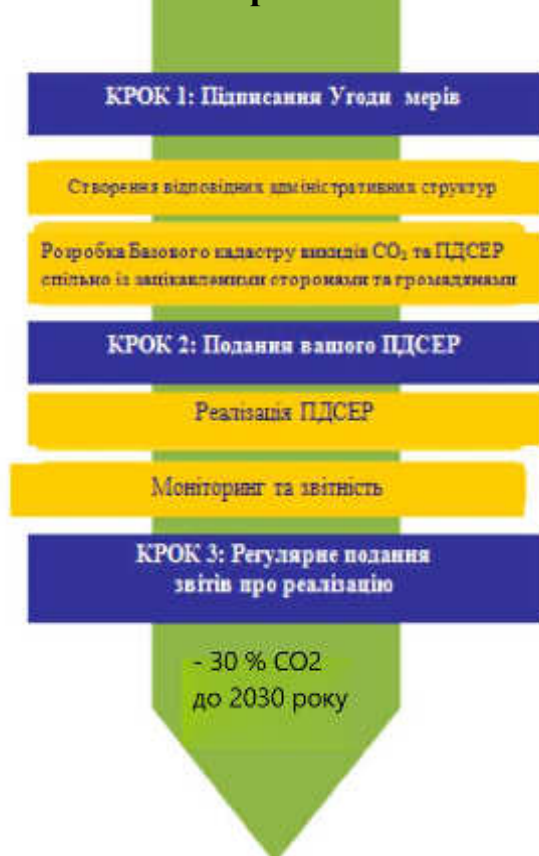 КРОК 1: Підписання Угоди мерів
Створення відповідних адміністративних структур
Розробка Базового кадастру викидів CO₂ та ПДСЕР
спільно із зацікавленими сторонами та громадянами
КРОК 2: Подання вашого ПДСЕР
Реалізація ПДСЕР
Моніторинг та звітність
КРОК 3: Регулярне подання
звітів про реалізацію
- 30 % CO2
до 2030 року